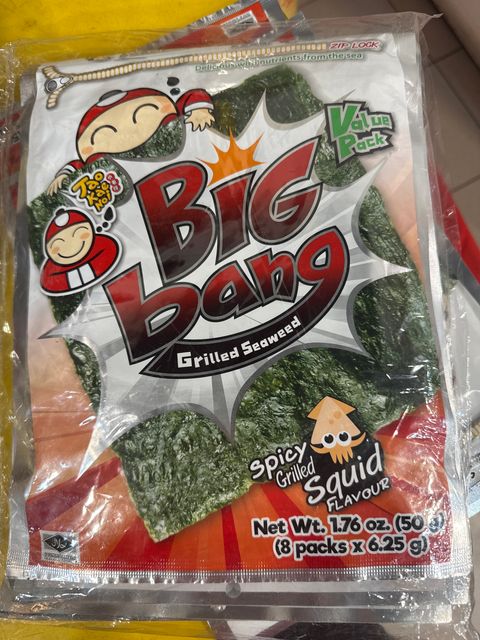 ZIP LOCK
Delicious with nutrients from the sea
Value
Pack
Tao
Kae
Noi
BIG
bang
Grilled Seaweed
Spicy
Grilled
Squid
FLAVOUR
Net Wt. 1.76 oz. (50 g)
(8 packs x 6.25 g)